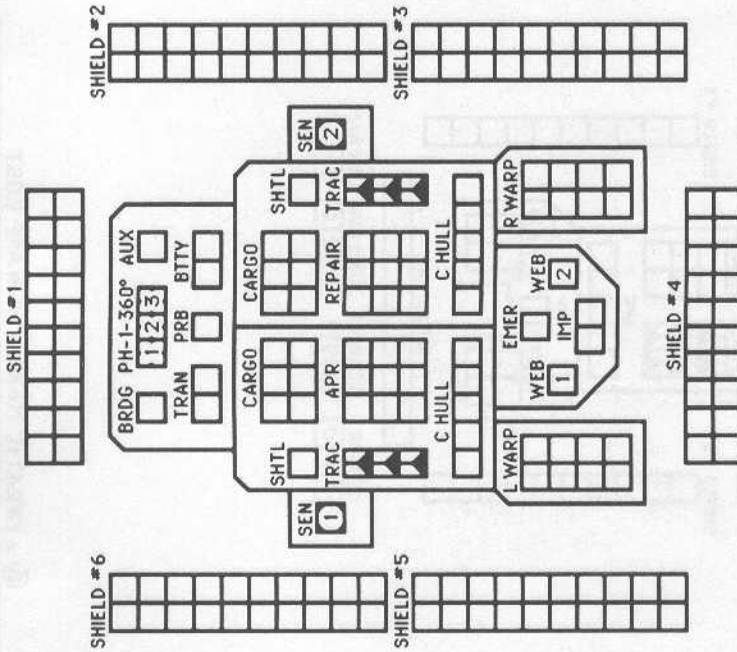 SHIELD #1
SHIELD #2
SHIELD #3
SHIELD #4
SHIELD #5
SHIELD #6
BRDG PH-1-360° AUX
1 2 3
TRAN PRB BTTY
SEN 1
SEN 2
SHTL CARGO CARGO SHTL
TRAC APR REPAIR TRAC
C HULL C HULL
L WARP WEB 1 EMER WEB 2 R WARP
IMP